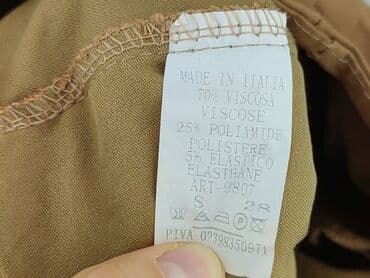 MADE IN ITALIA
70% VISCOSA
VISCOSE
25% POLIAMIDE
POLISTERE
5% ELASTICO
ELASTHANE
ART-9807
S 28
P
PIVA 02398350971